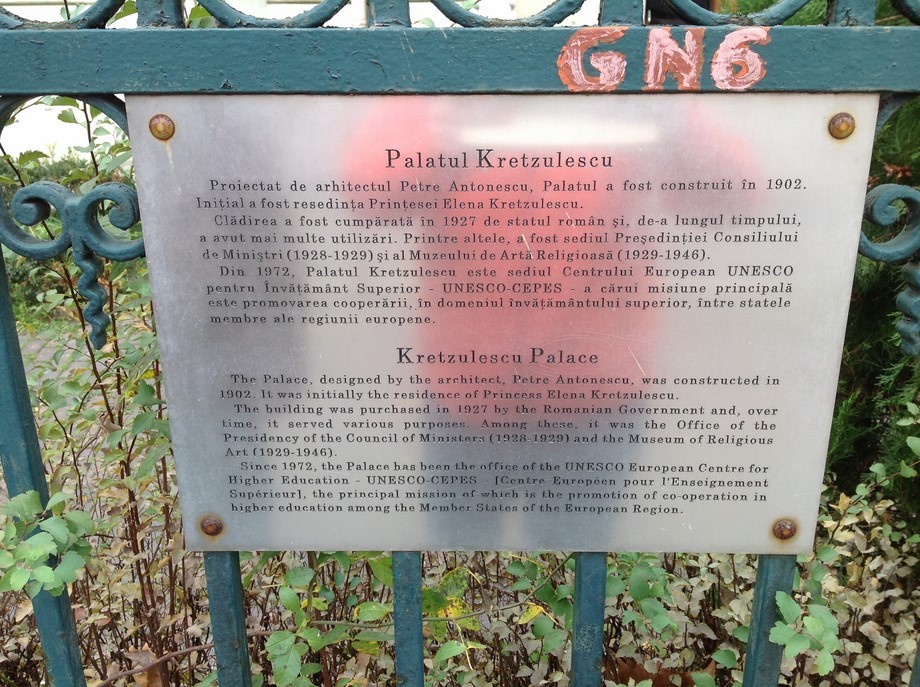 GN6
Palatul Kretzulescu
Proiectat de arhitectul Petre Antonescu, Palatul a fost construit în 1902.
Inițial a fost resedința Prințesei Elena Kretzulescu.
Clădirea a fost cumpărată în 1927 de statul român și, de-a lungul timpului,
a avut mai multe utilizări. Printre altele, a fost sediul Președinției Consiliului
de Miniștri (1928-1929) și al Muzeului de Artă Religioasă (1929-1946).
Din 1972, Palatul Kretzulescu este sediul Centrului European UNESCO
pentru Învățământ Superior - UNESCO-CEPES - a cărui misiune principală
este promovarea cooperării, în domeniul învățământului superior, între statele
membre ale regiunii europene.
Kretzulescu Palace
The Palace, designed by the architect, Petre Antonescu, was constructed in
1902. It was initially the residence of Princess Elena Kretzulescu.
The building was purchased in 1927 by the Romanian Government and, over
time, it served various purposes. Among these, it was the Office of the
Presidency of the Council of Ministers (1928-1929) and the Museum of Religious
Art (1929-1946).
Since 1972, the Palace has been the office of the UNESCO European Centre for
Higher Education - UNESCO-CEPES - [Centre Européen pour l'Enseignement
Supérieur], the principal mission of which is the promotion of co-operation in
higher education among the Member States of the European Region.